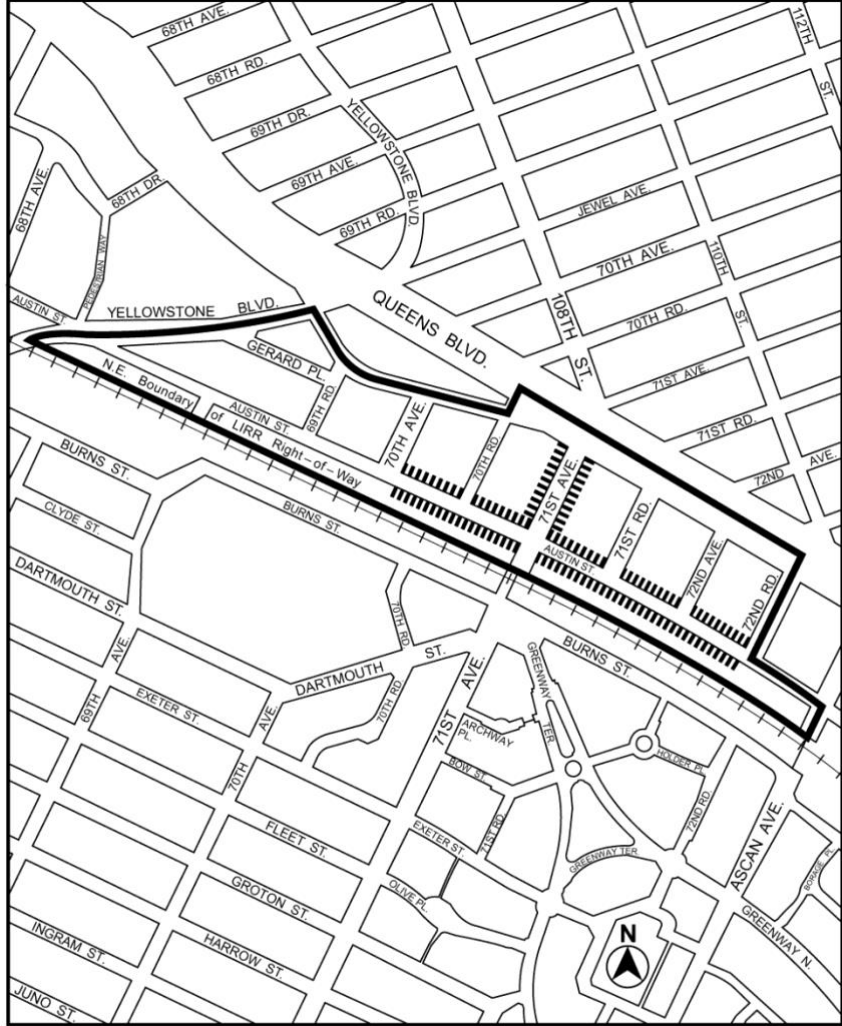 68TH AVE.
112TH
ST.
68TH RD.
69TH DR.
YELLOWSTONE BLVD.
69TH AVE.
69TH RD.
JEWEL AVE.
70TH AVE.
110TH
ST.
70TH RD.
71ST AVE.
71ST RD.
72ND AVE.
68TH AVE.
68TH DR.
PEDESTRIAN WAY
AUSTIN ST.
YELLOWSTONE BLVD.
QUEENS BLVD.
108TH
ST.
GERARD PL.
N.E. Boundary of LIRR Right-of-Way
AUSTIN ST.
69TH RD.
70TH AVE.
70TH RD.
71ST AVE.
AUSTIN ST.
71ST RD.
72ND AVE.
72ND RD.
BURNS ST.
CLYDE ST.
DARTMOUTH ST.
BURNS ST.
70TH RD.
BURNS ST.
69TH AVE.
EXETER ST.
DARTMOUTH ST.
70TH RD.
71ST AVE.
70TH AVE.
GREENWAY TER.
ARCHWAY PL.
BOW ST.
HOLDER PL.
72ND RD.
ASCAN AVE.
FLEET ST.
EXETER ST.
71ST RD.
GREENWAY TER.
BORAGE PL.
GROTON ST.
OLIVE PL.
GREENWAY N.
INGRAM ST.
HARROW ST.
JUNO ST.
N